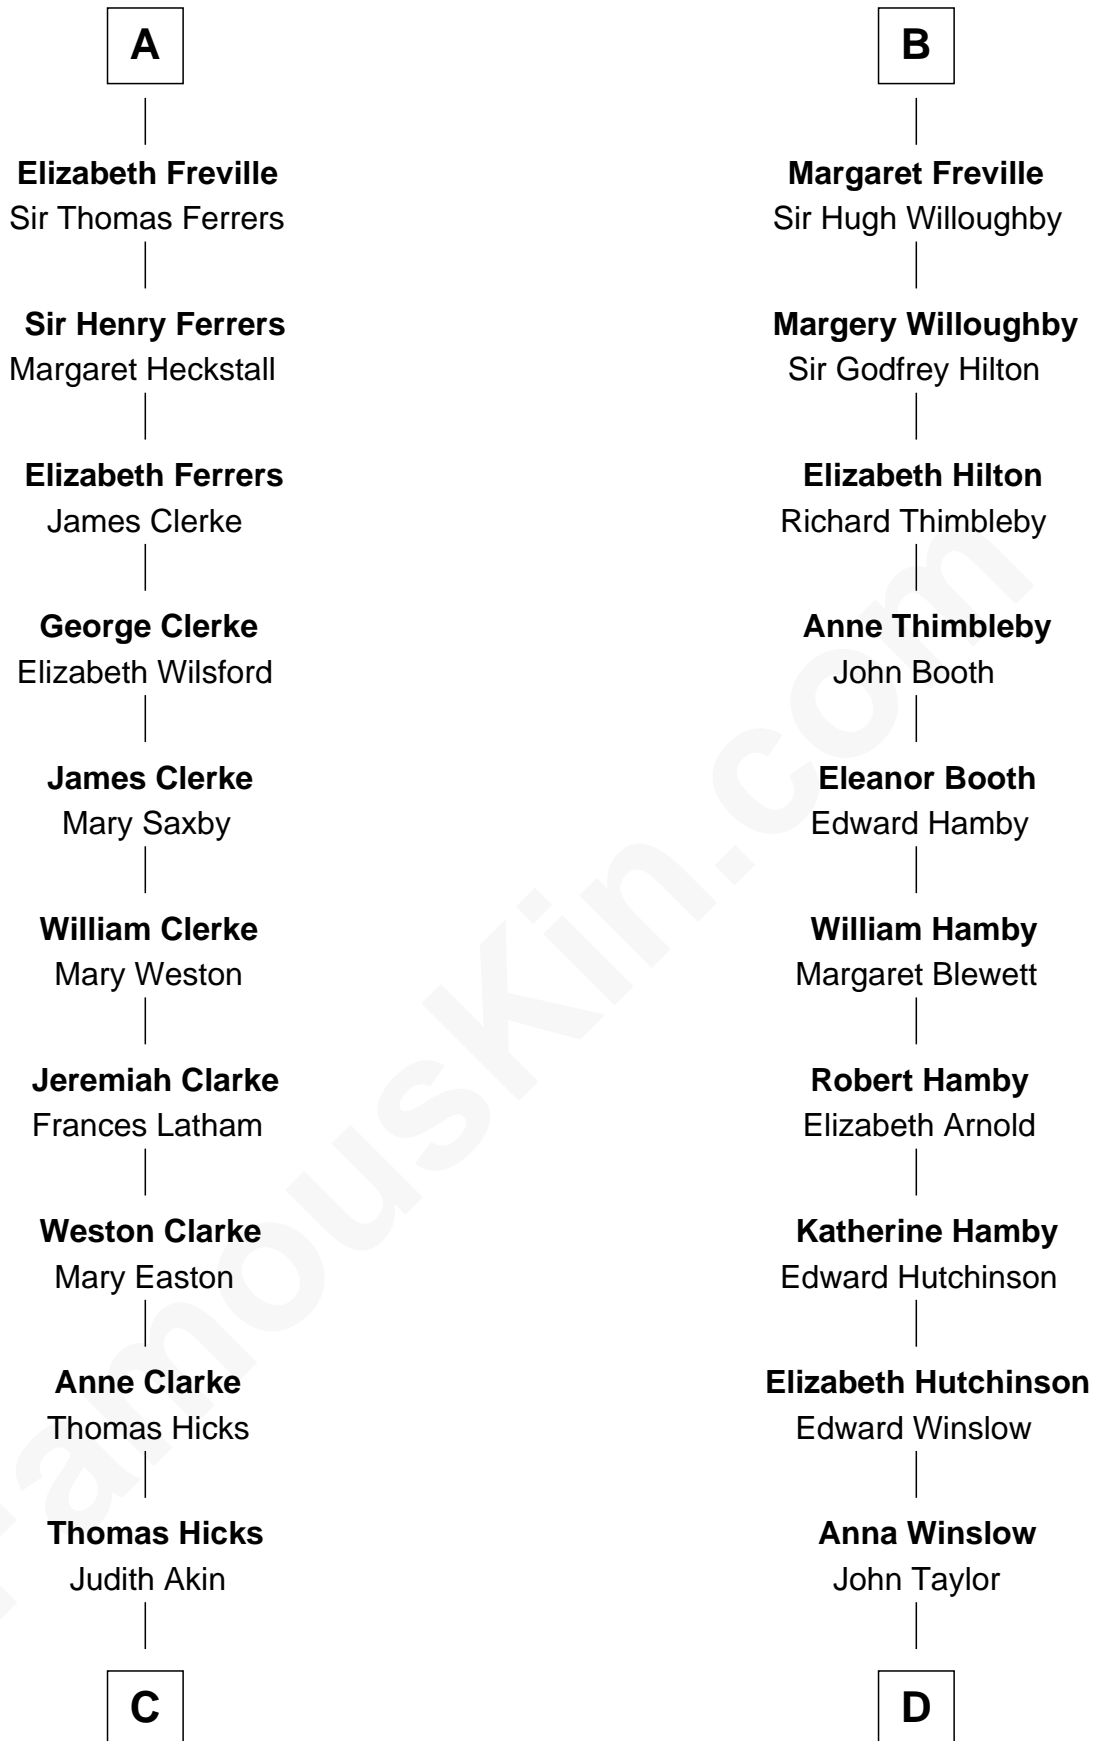 A
Elizabeth Freville
Sir Thomas Ferrers
Sir Henry Ferrers
Margaret Heckstall
Elizabeth Ferrers
James Clerke
George Clerke
Elizabeth Wilsford
James Clerke
Mary Saxby
William Clerke
Mary Weston
Jeremiah Clarke
Frances Latham
Weston Clarke
Mary Easton
Anne Clarke
Thomas Hicks
Thomas Hicks
Judith Akin
C
B
Margaret Freville
Sir Hugh Willoughby
Margery Willoughby
Sir Godfrey Hilton
Elizabeth Hilton
Richard Thimbleby
Anne Thimbleby
John Booth
Eleanor Booth
Edward Hamby
William Hamby
Margaret Blewett
Robert Hamby
Elizabeth Arnold
Katherine Hamby
Edward Hutchinson
Elizabeth Hutchinson
Edward Winslow
Anna Winslow
John Taylor
D
FamousKin.com